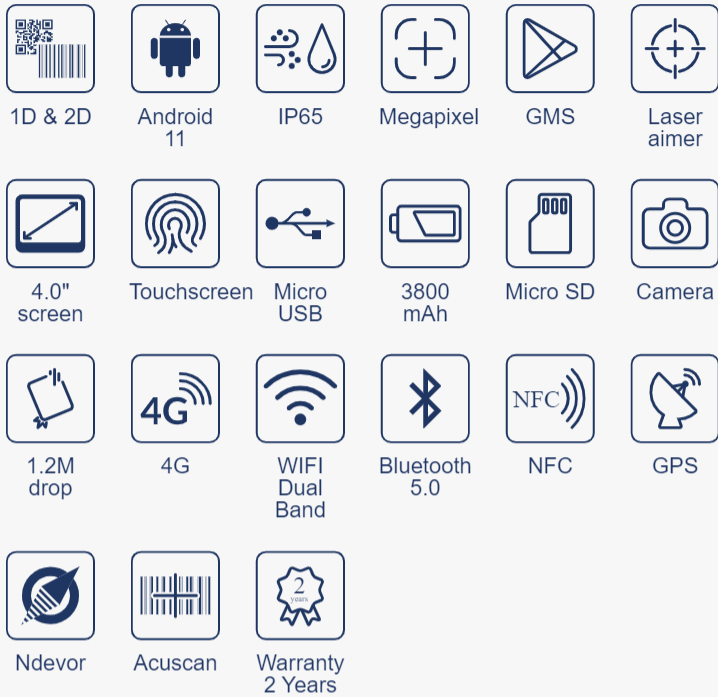 1D & 2D
Android
11
IP65
Megapixel
GMS
Laser
aimer
4.0"
screen
Touchscreen
Micro
USB
3800
mAh
Micro SD
Camera
1.2M
drop
4G
4G
WIFI
Dual
Band
Bluetooth
5.0
NFC
NFC
GPS
Ndevor
Acuscan
2
years
Warranty
2 Years